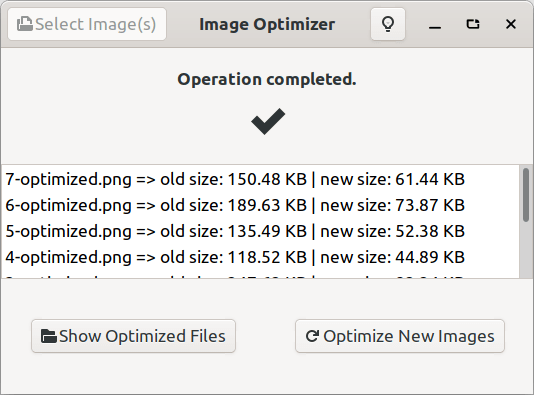 Select Image(s)
Image Optimizer
Operation completed.
7-optimized.png => old size: 150.48 KB | new size: 61.44 KB
6-optimized.png => old size: 189.63 KB | new size: 73.87 KB
5-optimized.png => old size: 135.49 KB | new size: 52.38 KB
4-optimized.png => old size: 118.52 KB | new size: 44.89 KB
Show Optimized Files
Optimize New Images